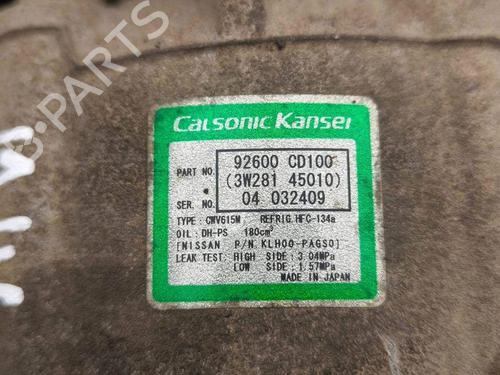 Calsonic Kansei
PART NO. 92600 CD100
(3W281 45010)
SER. NO. 04 032409
TYPE: CWV615M REFRIG. HFC-134a
OIL: DH-PS 180cm³
[NISSAN P/N KLH00-PAGS0]
LEAK TEST: HIGH SIDE: 3.04MPa
LOW SIDE: 1.57MPa
MADE IN JAPAN